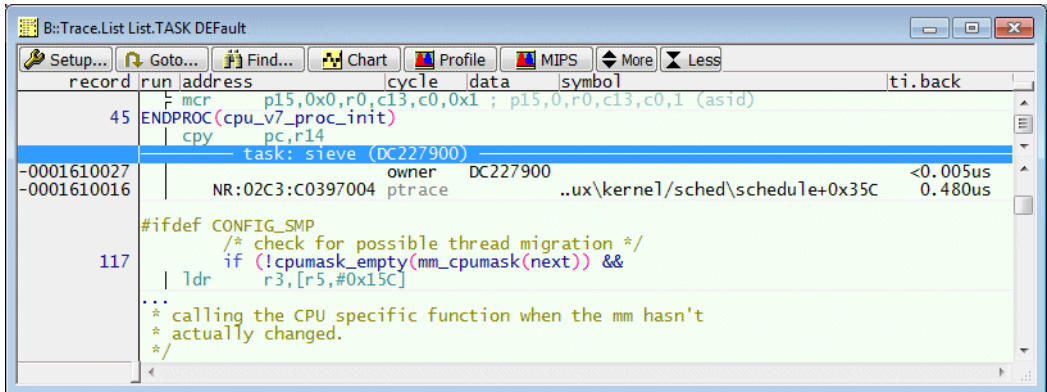 B::Trace.List List.TASK DEFault
Setup... Goto... Find... Chart Profile MIPS More Less
record run address cycle data symbol ti.back
mcr p15,0x0,r0,c13,c0,0x1 ; p15,0,r0,c13,c0,1 (asid)
45 ENDPROC(cpu_v7_proc_init)
cpy pc,r14
task: sieve (DC227900)
-0001610027 owner DC227900 <0.005us
-0001610016 NR:02C3:C0397004 ptrace ..ux\kernel/sched\schedule+0x35C 0.480us
#ifdef CONFIG_SMP
/* check for possible thread migration */
117 if (!cpumask_empty(mm_cpumask(next)) &&
ldr r3,[r5,#0x15C]
...
* calling the CPU specific function when the mm hasn't
* actually changed.
*/